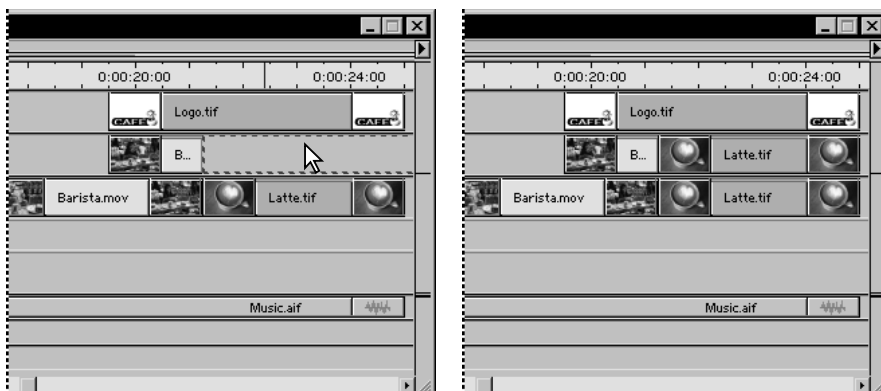 0:00:20:00 0:00:24:00
CAFE Logo.tif CAFE
B...
Barista.mov Latte.tif
Music.aif
0:00:20:00 0:00:24:00
CAFE Logo.tif CAFE
B... Latte.tif
Barista.mov Latte.tif
Music.aif